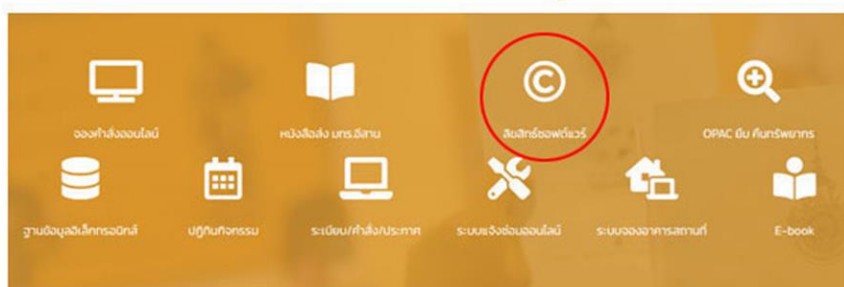 จองคำสั่งออนไลน์
หนังสือส่ง มทร.อีสาน
ลิขสิทธ์ซอฟต์แวร์
OPAC ยืม คืนทรัพยากร
ฐานข้อมูลอิเล็กทรอนิกส์
ปฏิทินกิจกรรม
ระเบียบ/คำสั่ง/ประกาศ
ระบบแจ้งซ่อมออนไลน์
ระบบจองอาคารสถานที่
E-book